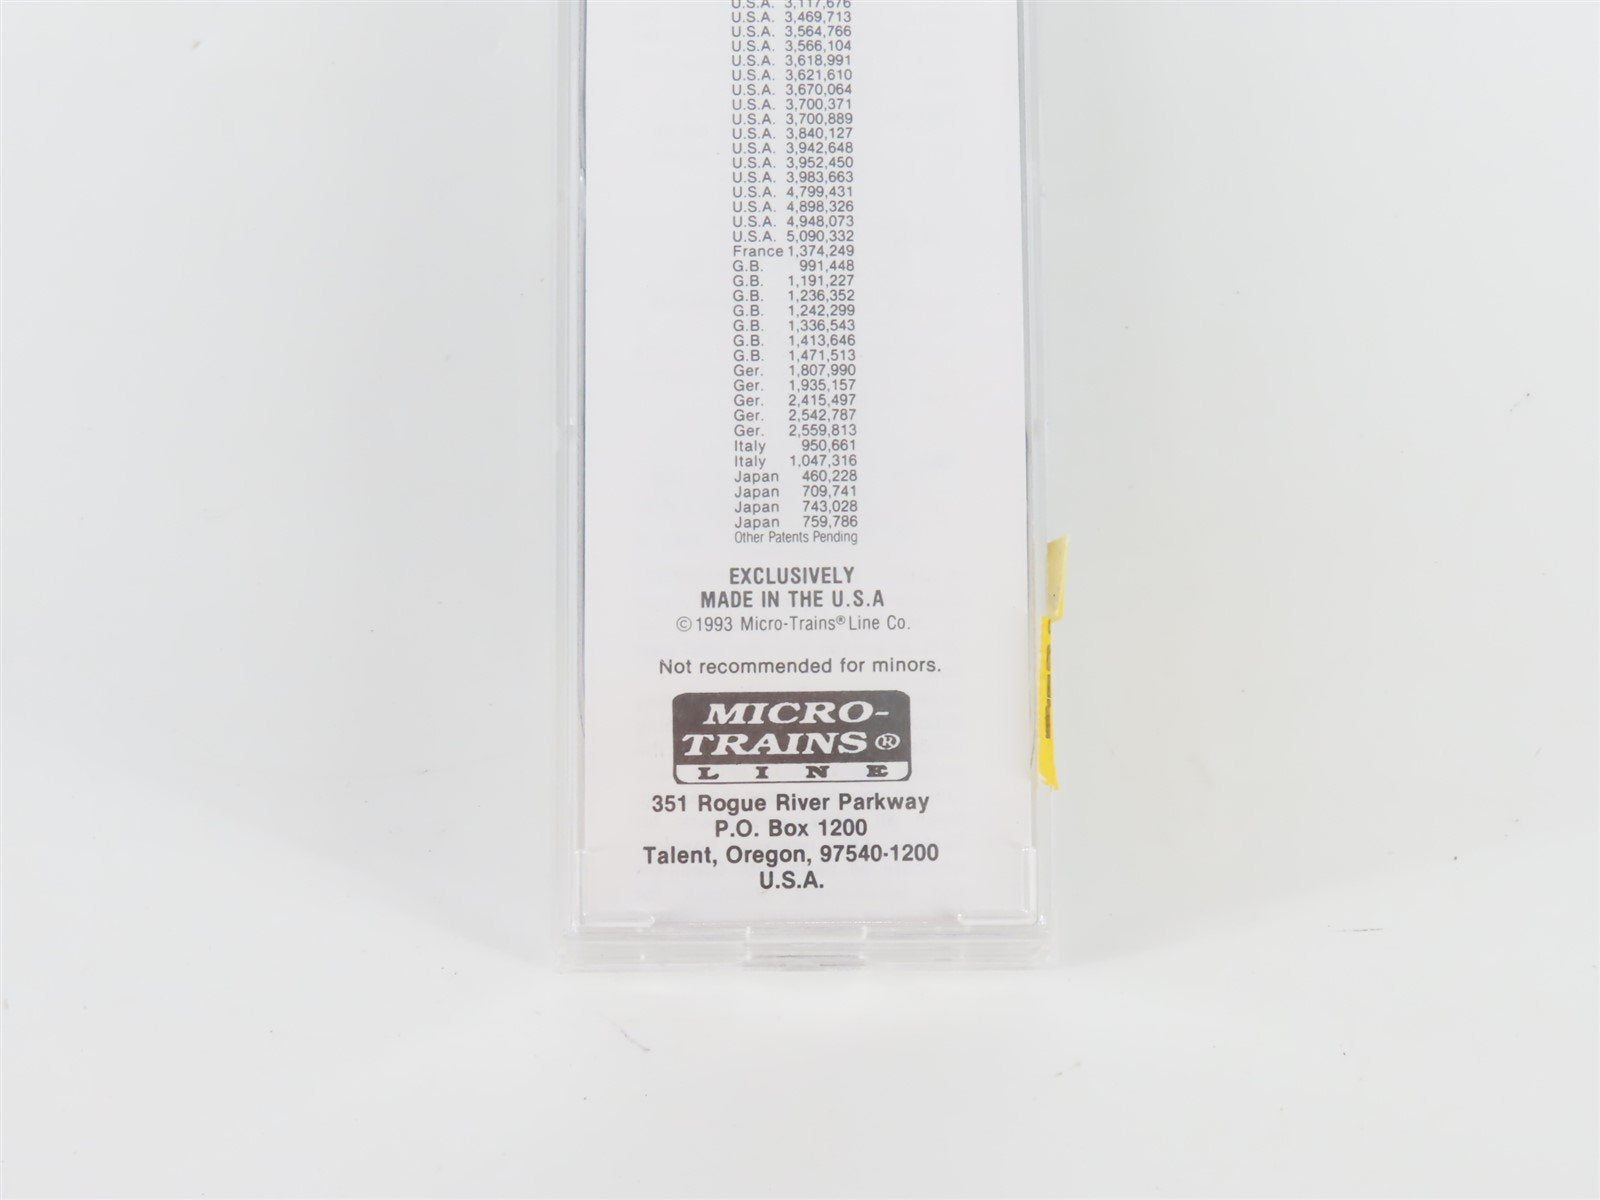 U.S.A. 3,117,676
U.S.A. 3,469,713
U.S.A. 3,564,766
U.S.A. 3,566,104
U.S.A. 3,618,991
U.S.A. 3,621,610
U.S.A. 3,670,064
U.S.A. 3,700,371
U.S.A. 3,700,889
U.S.A. 3,840,127
U.S.A. 3,942,648
U.S.A. 3,952,450
U.S.A. 3,983,663
U.S.A. 4,799,431
U.S.A. 4,898,326
U.S.A. 4,948,073
U.S.A. 5,090,332
France 1,374,249
G.B. 991,448
G.B. 1,191,227
G.B. 1,236,352
G.B. 1,242,299
G.B. 1,336,543
G.B. 1,413,646
G.B. 1,471,513
Ger. 1,807,990
Ger. 1,935,157
Ger. 2,415,497
Ger. 2,542,787
Ger. 2,559,813
Italy 950,661
Italy 1,047,316
Japan 460,228
Japan 709,741
Japan 743,028
Japan 759,786
Other Patents Pending
EXCLUSIVELY
MADE IN THE U.S.A
©1993 Micro-Trains® Line Co.
Not recommended for minors.
MICRO-
TRAINS®
LINE
351 Rogue River Parkway
P.O. Box 1200
Talent, Oregon, 97540-1200
U.S.A.